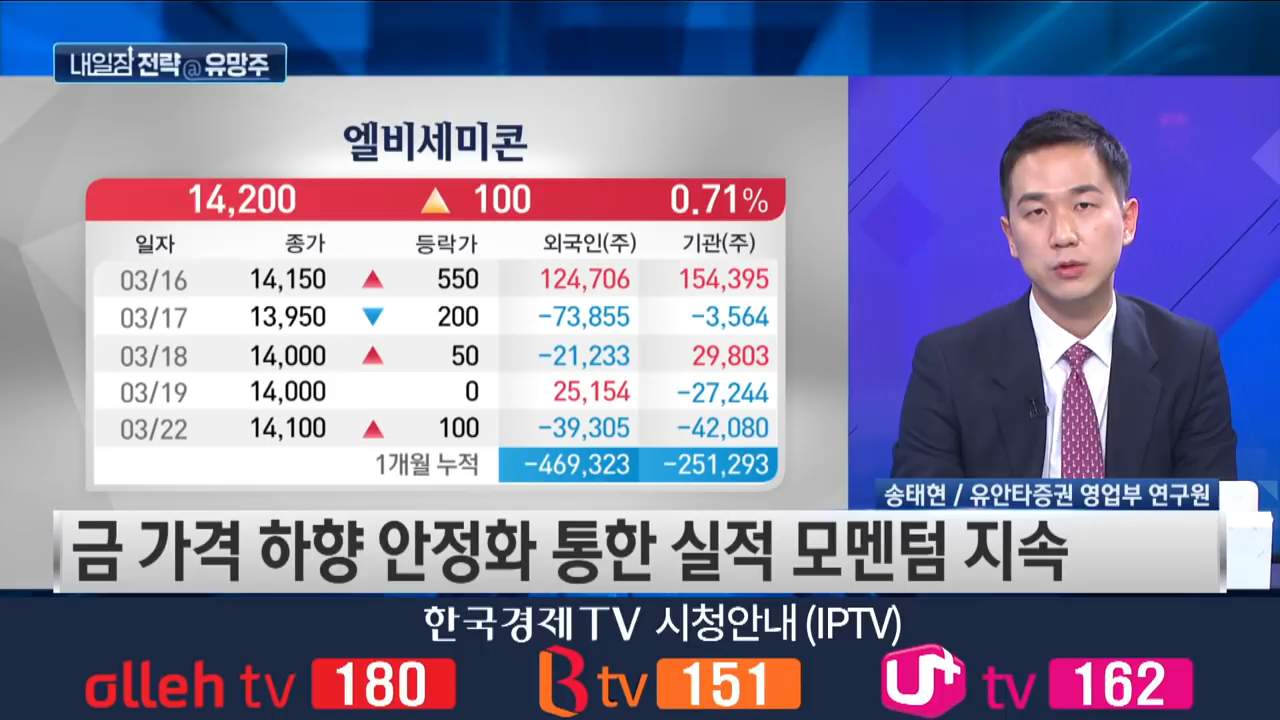 내일장 전략@유망주
엘비세미콘
14,200 ▲ 100 0.71%
일자 종가 등락가 외국인(주) 기관(주)
03/16 14,150 ▲ 550 124,706 154,395
03/17 13,950 ▼ 200 -73,855 -3,564
03/18 14,000 ▲ 50 -21,233 29,803
03/19 14,000 0 25,154 -27,244
03/22 14,100 ▲ 100 -39,305 -42,080
1개월 누적 -469,323 -251,293
송태현 / 유안타증권 영업부 연구원
금 가격 하향 안정화 통한 실적 모멘텀 지속
한국경제TV 시청안내 (IPTV)
olleh tv 180 B tv 151 U+ tv 162